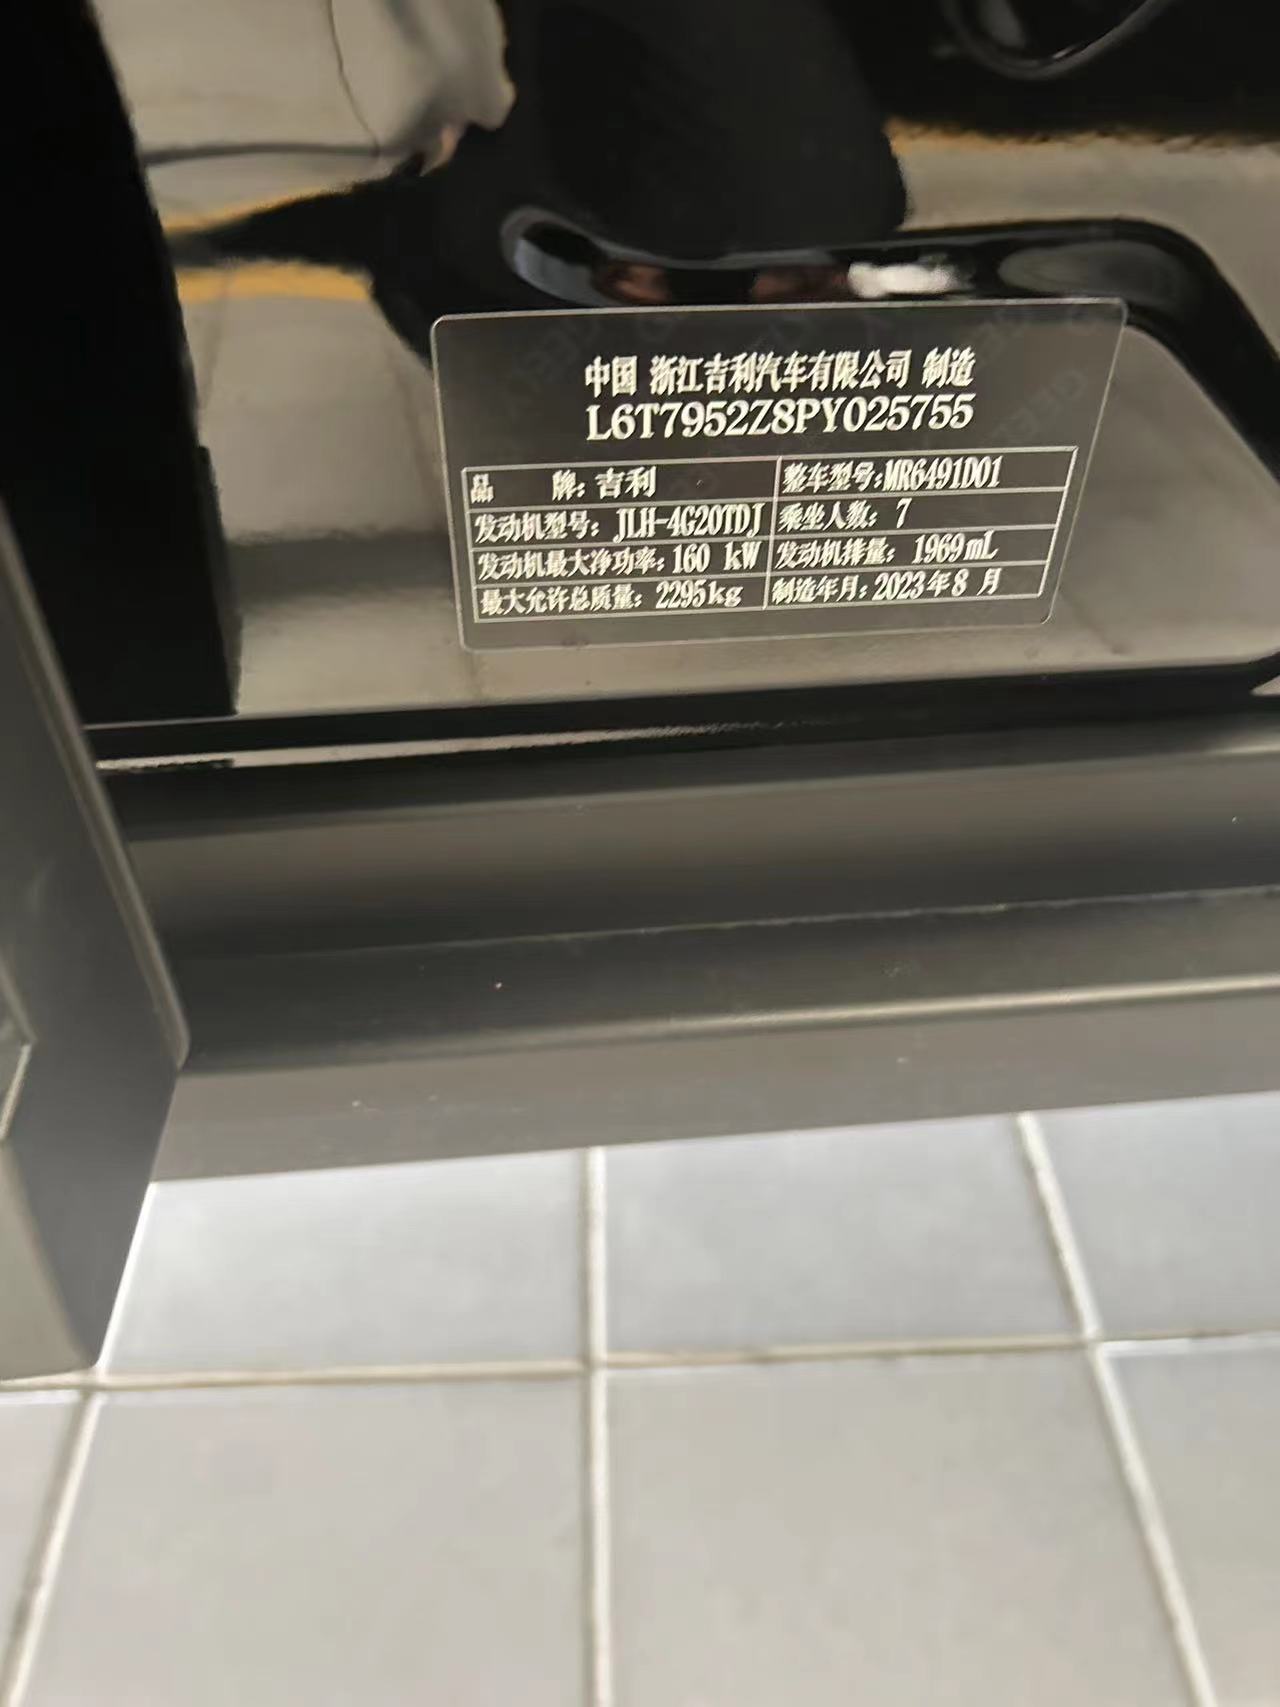 中国 浙江吉利汽车有限公司 制造
L6T7952Z8PY025755
品 牌: 吉利 整车型号:MR6491D01
发动机型号: JLH-4G20TDJ 乘坐人数: 7
发动机最大净功率: 160 kW 发动机排量: 1969mL
最大允许总质量: 2295kg 制造年月: 2023年8月